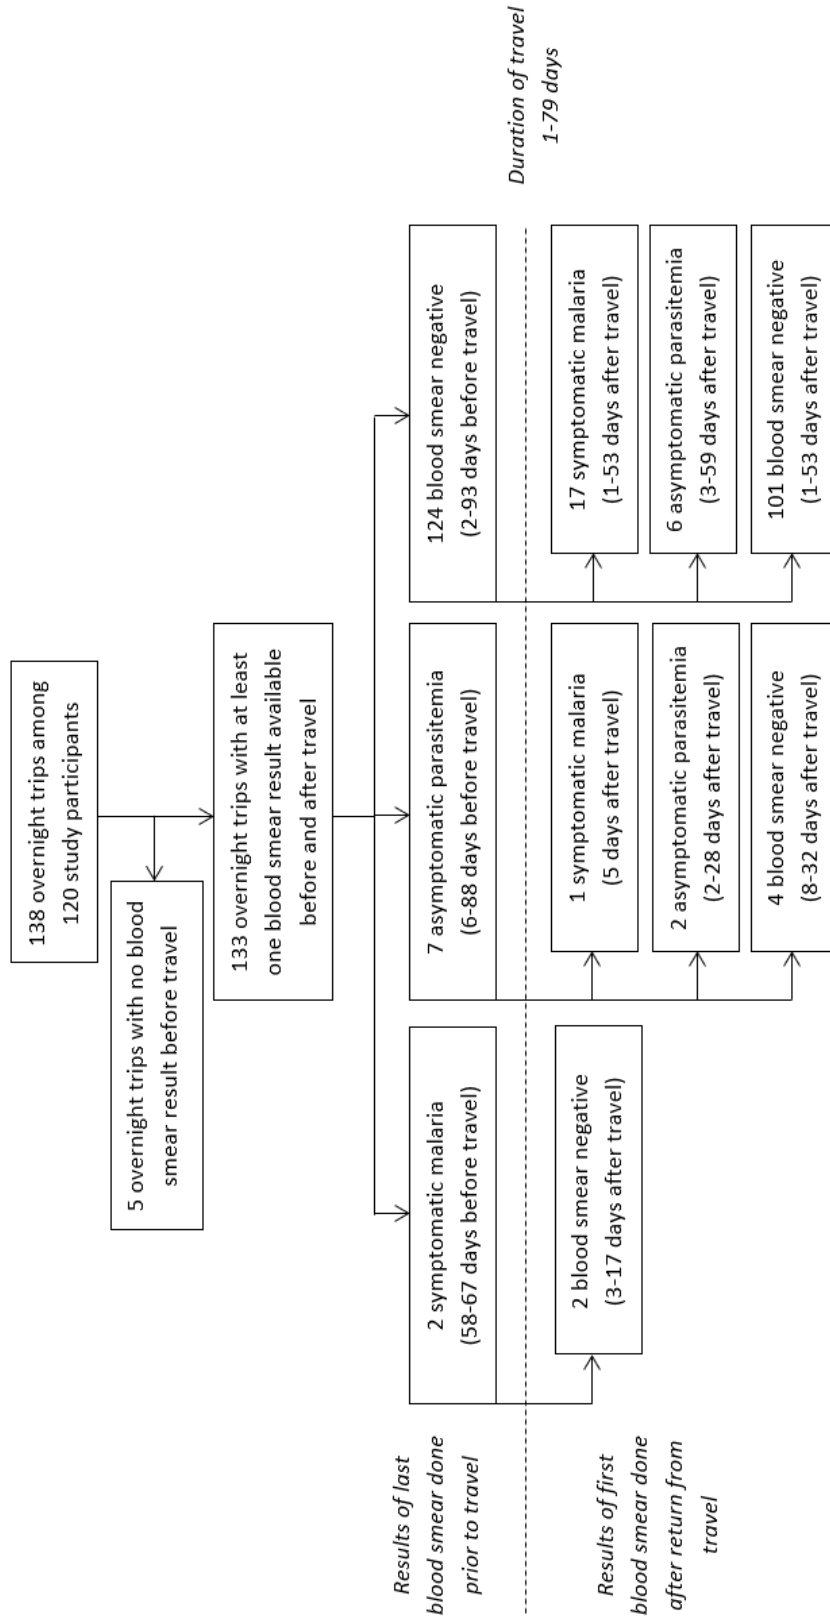 138 overnight trips among
120 study participants
5 overnight trips with no blood
smear result before travel
133 overnight trips with at least
one blood smear result available
before and after travel
Results of last
blood smear done
prior to travel
2 symptomatic malaria
(58-67 days before travel)
7 asymptomatic parasitemia
(6-88 days before travel)
124 blood smear negative
(2-93 days before travel)
Duration of travel
1-79 days
Results of first
blood smear done
after return from
travel
2 blood smear negative
(3-17 days after travel)
1 symptomatic malaria
(5 days after travel)
2 asymptomatic parasitemia
(2-28 days after travel)
4 blood smear negative
(8-32 days after travel)
17 symptomatic malaria
(1-53 days after travel)
6 asymptomatic parasitemia
(3-59 days after travel)
101 blood smear negative
(1-53 days after travel)